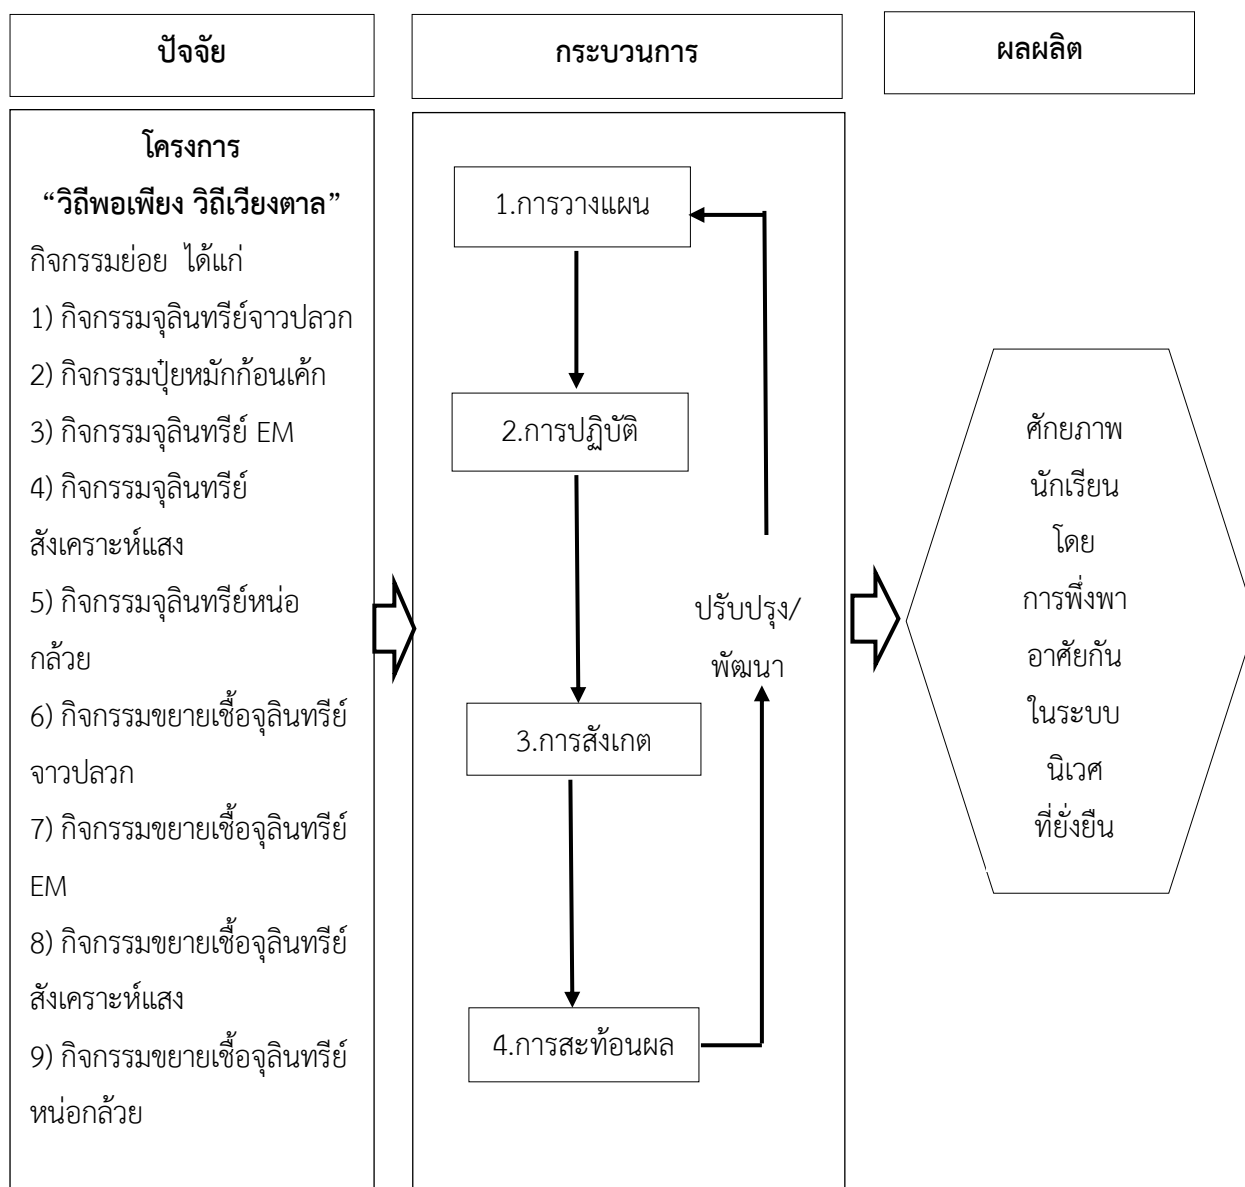 ปัจจัย
กระบวนการ
ผลผลิต
โครงการ
“วิถีพอเพียง วิถีเวียงตาล”
กิจกรรมย่อย ได้แก่
1) กิจกรรมจุลินทรีย์จาวปลวก
2) กิจกรรมปุ๋ยหมักก้อนเค้ก
3) กิจกรรมจุลินทรีย์ EM
4) กิจกรรมจุลินทรีย์
สังเคราะห์แสง
5) กิจกรรมจุลินทรีย์หน่อ
กล้วย
6) กิจกรรมขยายเชื้อจุลินทรีย์
จาวปลวก
7) กิจกรรมขยายเชื้อจุลินทรีย์
EM
8) กิจกรรมขยายเชื้อจุลินทรีย์
สังเคราะห์แสง
9) กิจกรรมขยายเชื้อจุลินทรีย์
หน่อกล้วย
1.การวางแผน
2.การปฏิบัติ
3.การสังเกต
4.การสะท้อนผล
ปรับปรุง/
พัฒนา
ศักยภาพ
นักเรียน
โดย
การพึ่งพา
อาศัยกัน
ในระบบ
นิเวศ
ที่ยั่งยืน